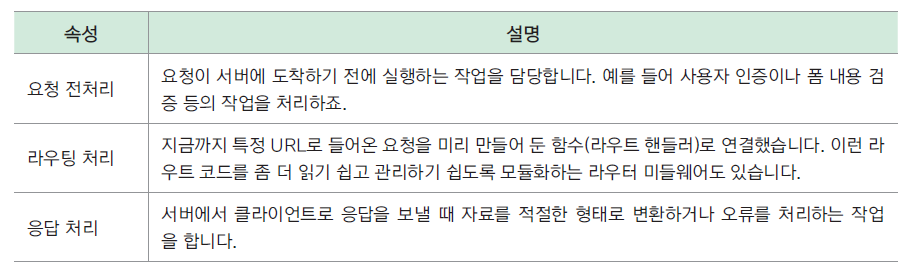 속성
설명
요청 전처리
요청이 서버에 도착하기 전에 실행하는 작업을 담당합니다. 예를 들어 사용자 인증이나 폼 내용 검
증 등의 작업을 처리하죠.
라우팅 처리
지금까지 특정 URL로 들어온 요청을 미리 만들어 둔 함수(라우트 핸들러)로 연결했습니다. 이런 라
우트 코드를 좀 더 읽기 쉽고 관리하기 쉽도록 모듈화하는 라우터 미들웨어도 있습니다.
응답 처리
서버에서 클라이언트로 응답을 보낼 때 자료를 적절한 형태로 변환하거나 오류를 처리하는 작업
을 합니다.